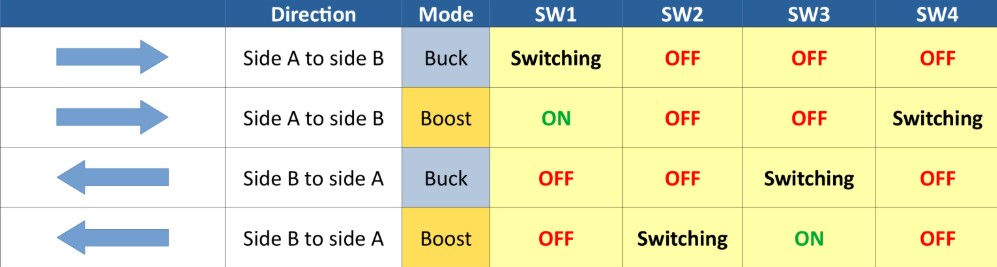 Direction Mode SW1 SW2 SW3 SW4
Side A to side B Buck Switching OFF OFF OFF
Side A to side B Boost ON OFF OFF Switching
Side B to side A Buck OFF OFF Switching OFF
Side B to side A Boost OFF Switching ON OFF